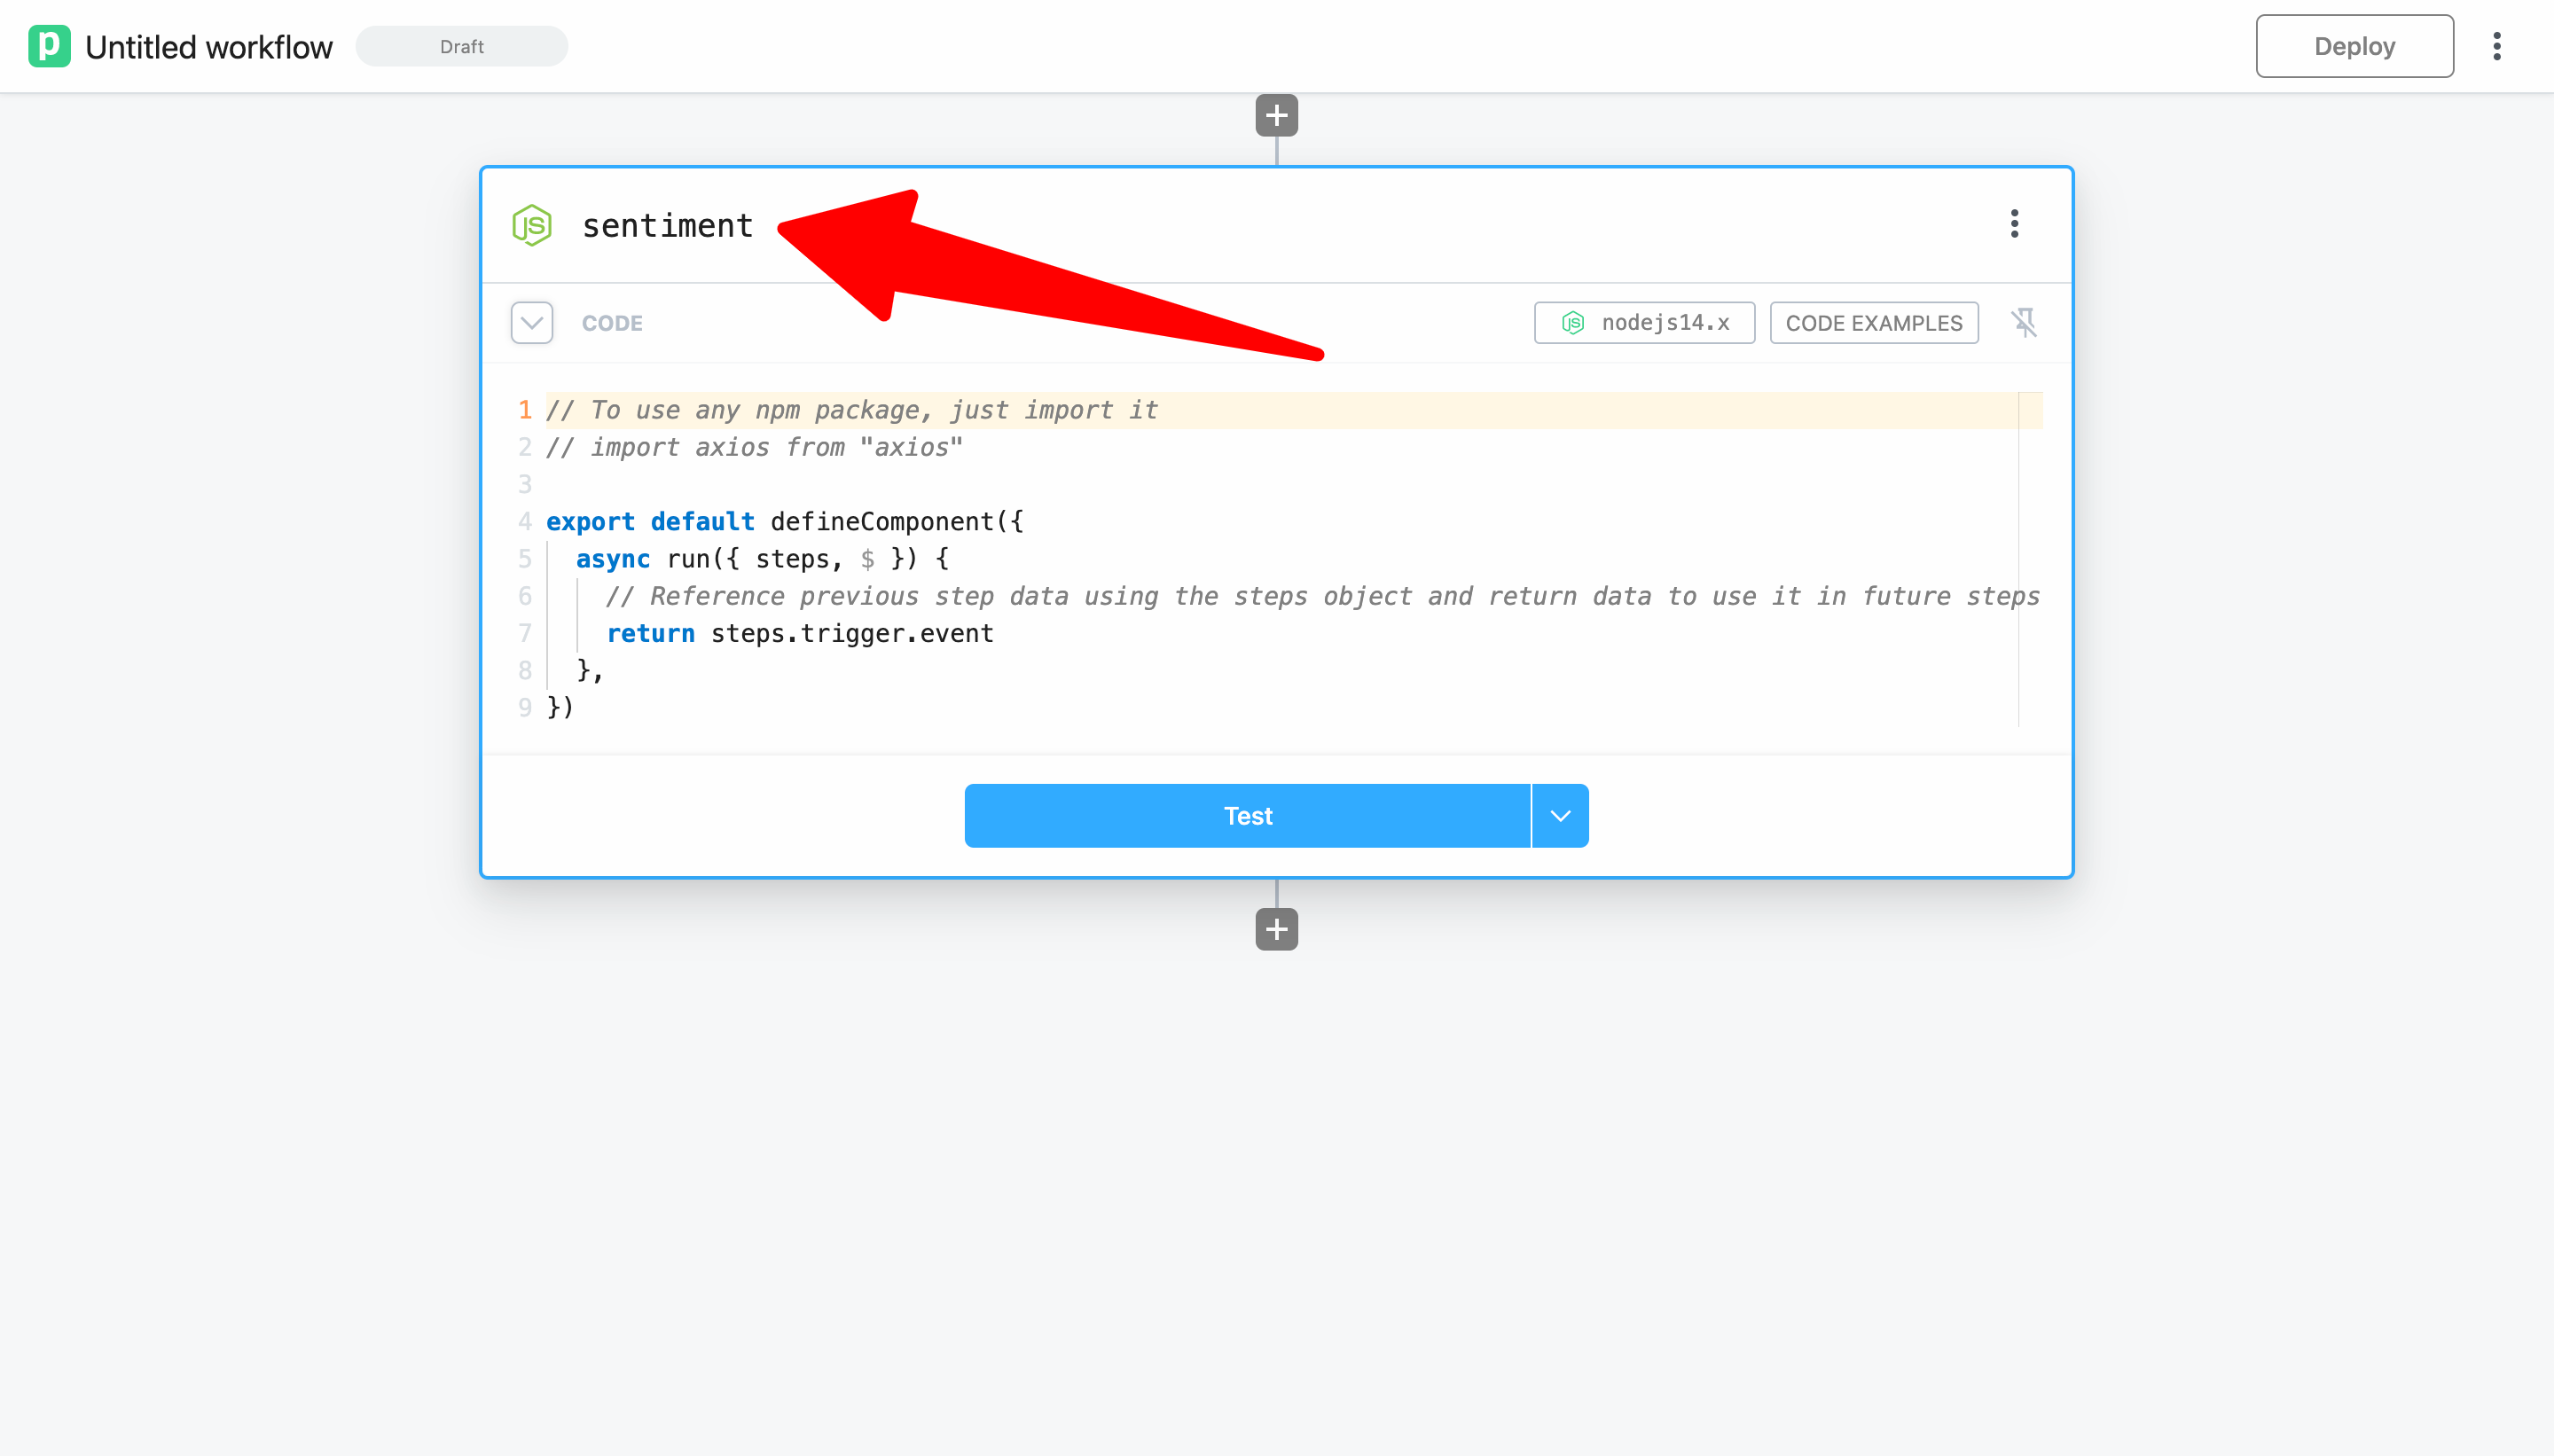 p Untitled workflow Draft Deploy
JS sentiment
CODE JS nodejs14.x CODE EXAMPLES
1 // To use any npm package, just import it
2 // import axios from "axios"
3
4 export default defineComponent({
5 async run({ steps, $ }) {
6 // Reference previous step data using the steps object and return data to use it in future steps
7 return steps.trigger.event
8 },
9 })
Test